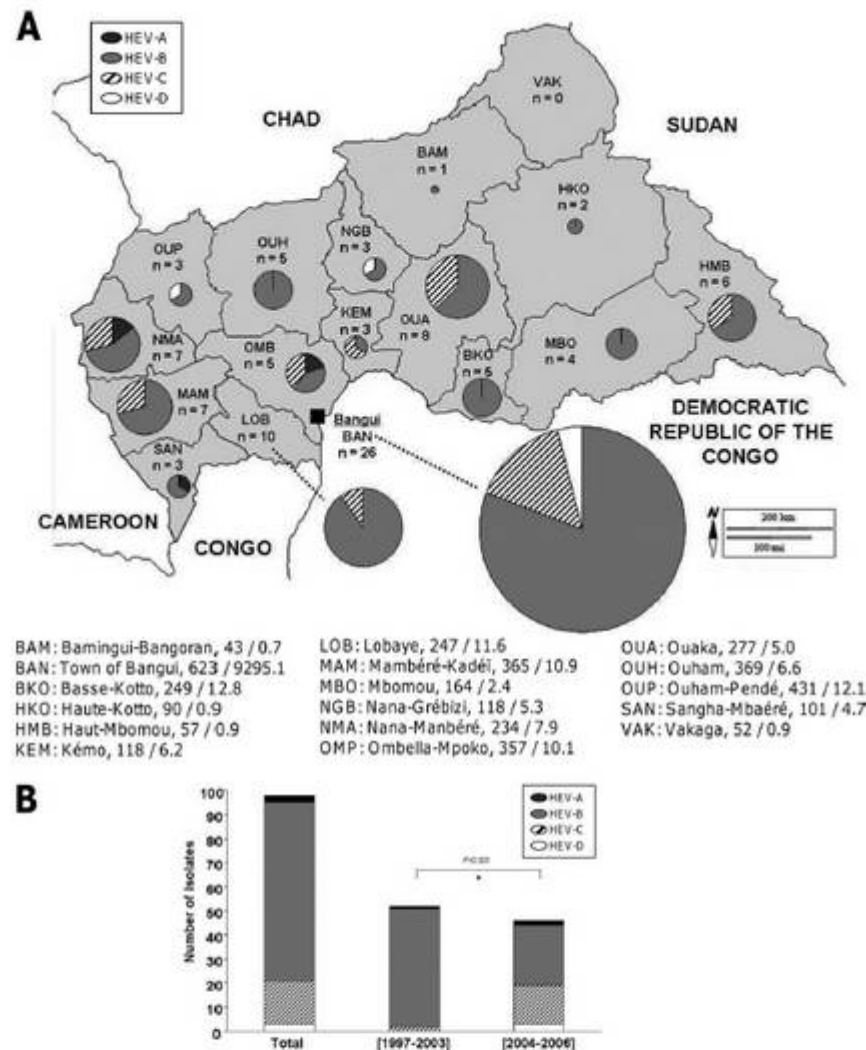 A
HEV-A
HEV-B
HEV-C
HEV-D
CHAD
SUDAN
VAK
n = 0
BAM
n = 1
HKO
n = 2
NGB
n = 3
OUH
n = 5
OUP
n = 3
HMB
n = 6
KEM
n = 3
OUA
n = 8
NMA
n = 7
OMB
n = 5
BKO
n = 5
MBO
n = 4
MAM
n = 7
LOB
n = 10
Bangui
BAN
n = 26
SAN
n = 3
DEMOCRATIC
REPUBLIC OF THE
CONGO
CAMEROON
CONGO
N
200 km
100 mi
BAM: Bamingui-Bangoran, 43 / 0.7
BAN: Town of Bangui, 623 / 9295.1
BKO: Basse-Kotto, 249 / 12.8
HKO: Haute-Kotto, 90 / 0.9
HMB: Haut-Mbomou, 57 / 0.9
KEM: Kémo, 118 / 6.2
LOB: Lobaye, 247 / 11.6
MAM: Mambéré-Kadéï, 365 / 10.9
MBO: Mbomou, 164 / 2.4
NGB: Nana-Grébizi, 118 / 5.3
NMA: Nana-Manbéré, 234 / 7.9
OMP: Ombella-Mpoko, 357 / 10.1
OUA: Ouaka, 277 / 5.0
OUH: Ouham, 369 / 6.6
OUP: Ouham-Pendé, 431 / 12.1
SAN: Sangha-Mbaéré, 101 / 4.7
VAK: Vakaga, 52 / 0.9
B
HEV-A
HEV-B
HEV-C
HEV-D
Number of Isolates
100
90
80
70
60
50
40
30
20
10
0
*
Total
[1997-2003]
[2004-2006]